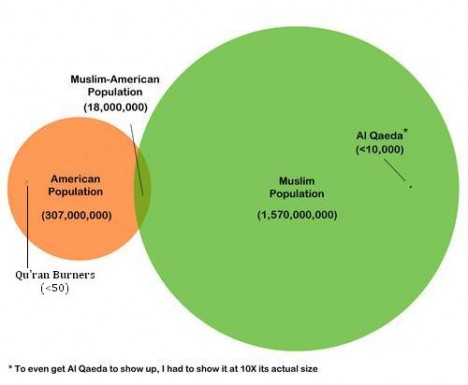 Muslim-American
Population
(18,000,000)
Al Qaeda*
(<10,000)
American
Population
(307,000,000)
Muslim
Population
(1,570,000,000)
Qu'ran Burners
(<50)
* To even get Al Qaeda to show up, I had to show it at 10X its actual size